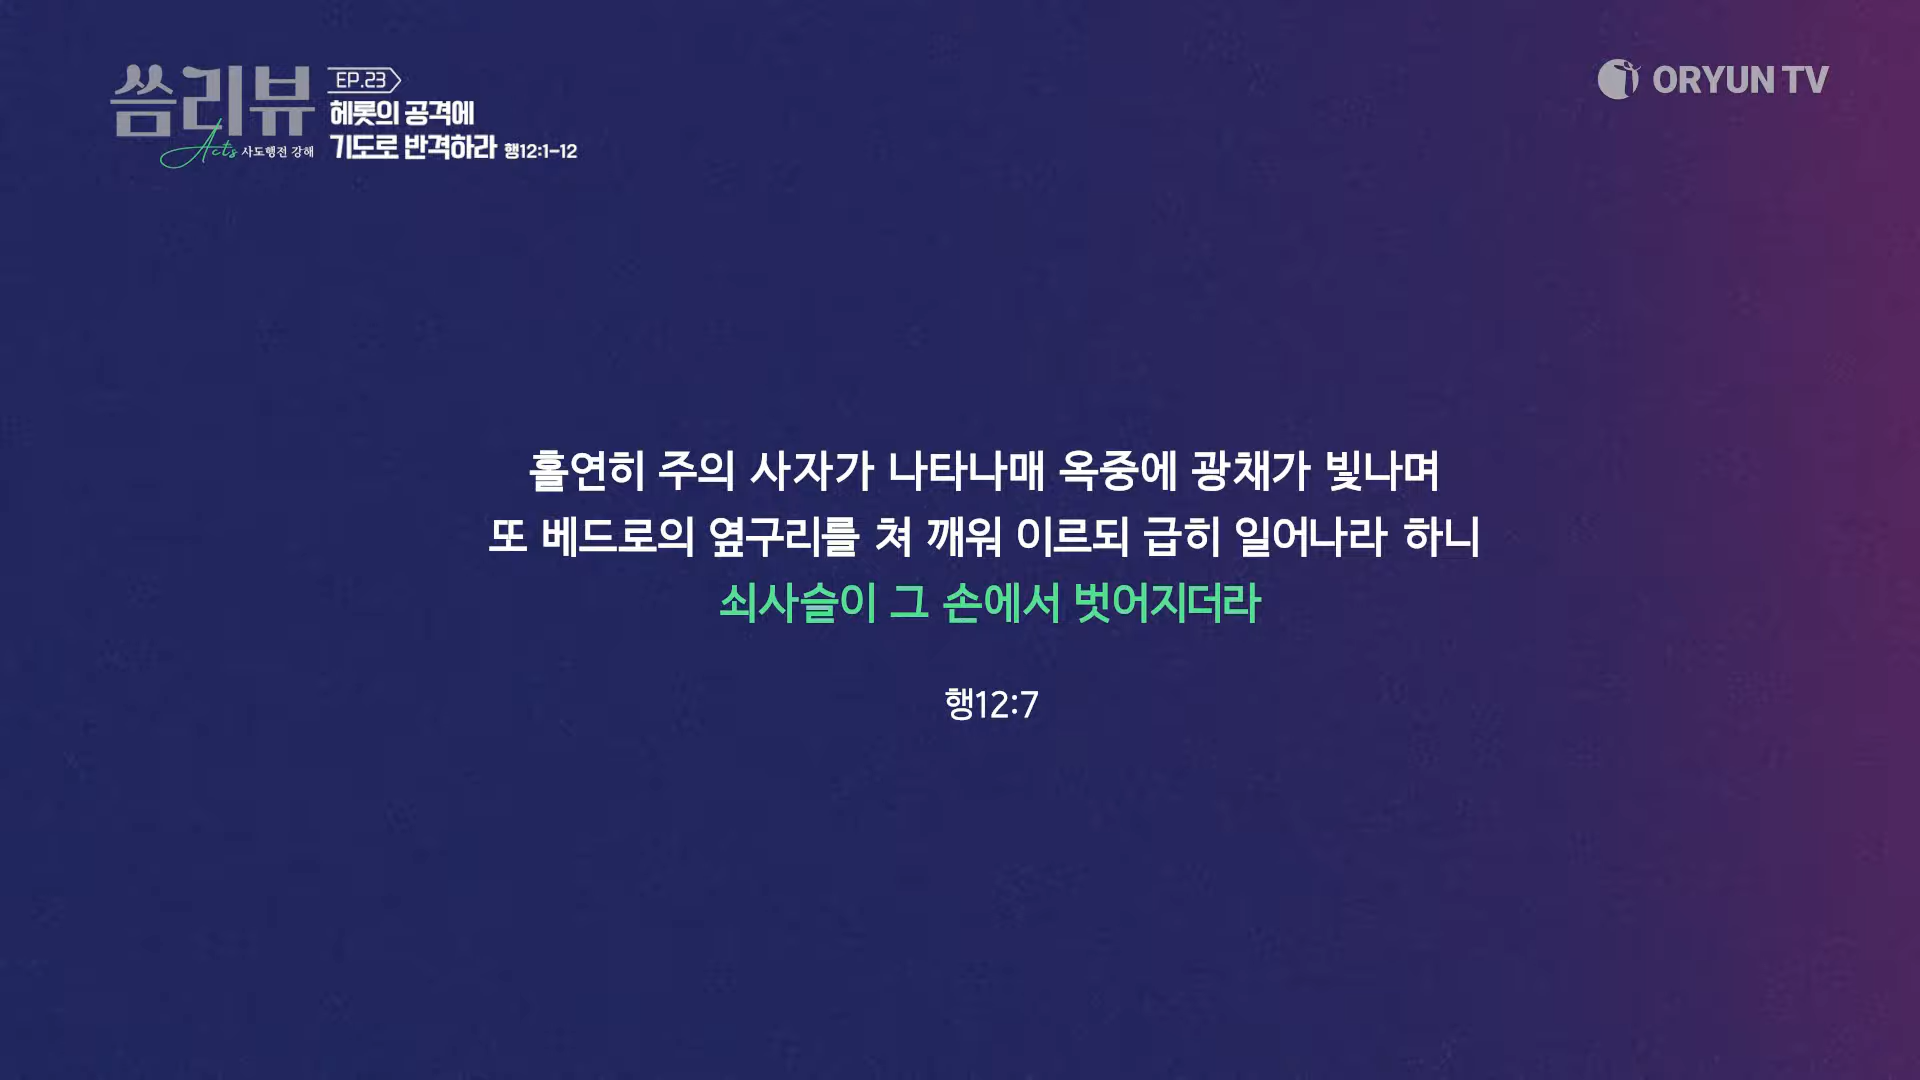 씀리뷰
Acts 사도행전 강해
EP.23
헤롯의 공격에
기도로 반격하라 행12:1-12
ORYUN TV
홀연히 주의 사자가 나타나매 옥중에 광채가 빛나며
또 베드로의 옆구리를 쳐 깨워 이르되 급히 일어나라 하니
쇠사슬이 그 손에서 벗어지더라
행12:7